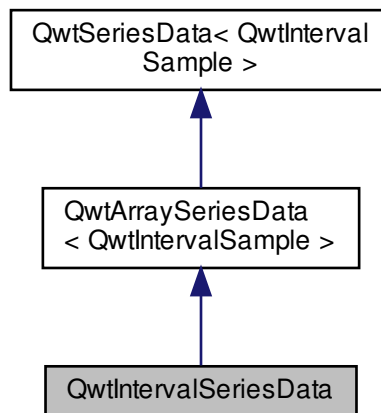 QwtSeriesData< QwtInterval
Sample >
QwtArraySeriesData
< QwtIntervalSample >
QwtIntervalSeriesData